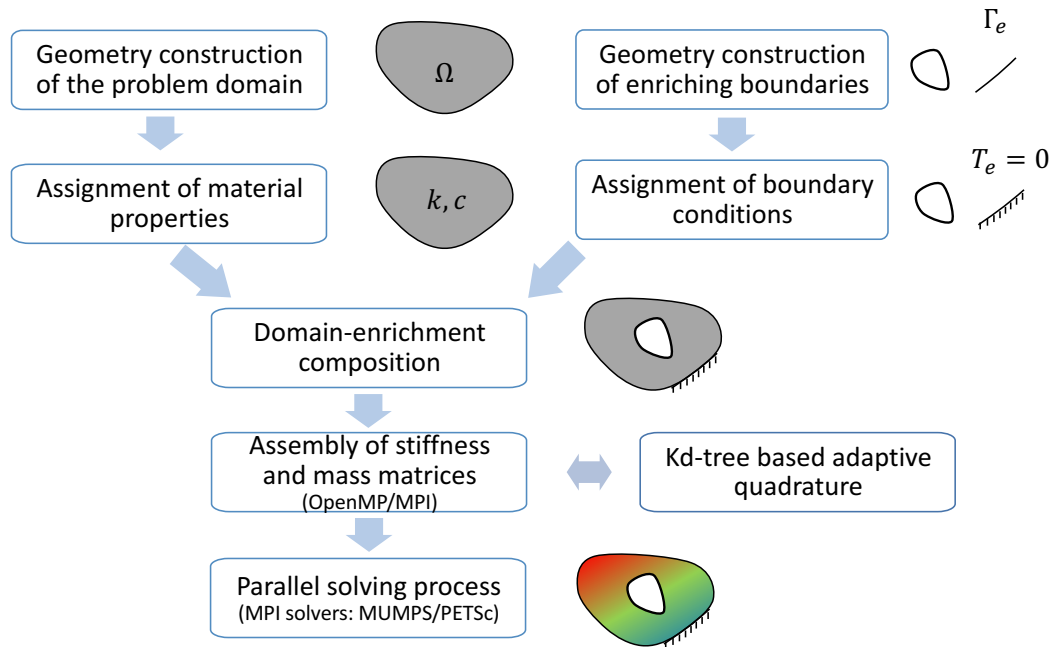 Geometry construction
of the problem domain
Ω
Geometry construction
of enriching boundaries
Γₑ
Assignment of material
properties
k, c
Assignment of boundary
conditions
Tₑ = 0
Domain-enrichment
composition
Assembly of stiffness
and mass matrices
(OpenMP/MPI)
Kd-tree based adaptive
quadrature
Parallel solving process
(MPI solvers: MUMPS/PETSc)